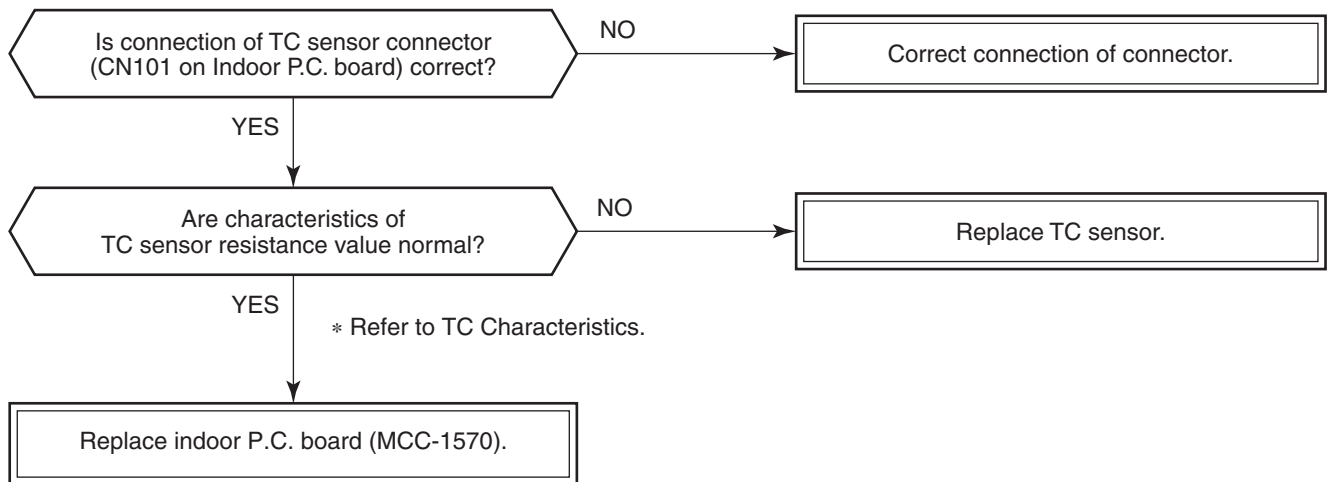 Is connection of TC sensor connector
(CN101 on Indoor P.C. board) correct?
NO
Correct connection of connector.
YES
Are characteristics of
TC sensor resistance value normal?
NO
Replace TC sensor.
YES
* Refer to TC Characteristics.
Replace indoor P.C. board (MCC-1570).